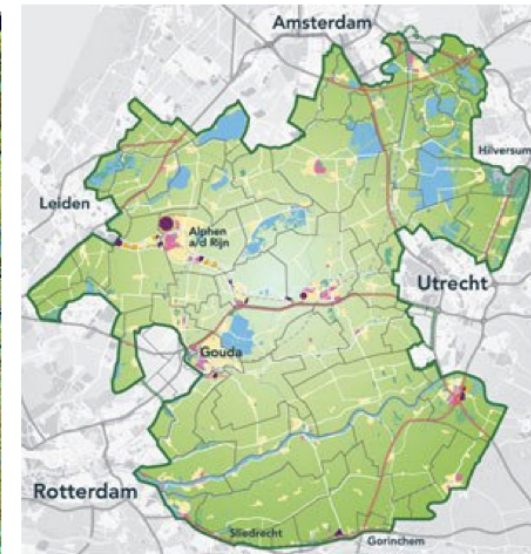 Amsterdam
Hilversum
Leiden
Alphen
a/d Rijn
Utrecht
Gouda
Rotterdam
Sliedrecht
Gorinchem